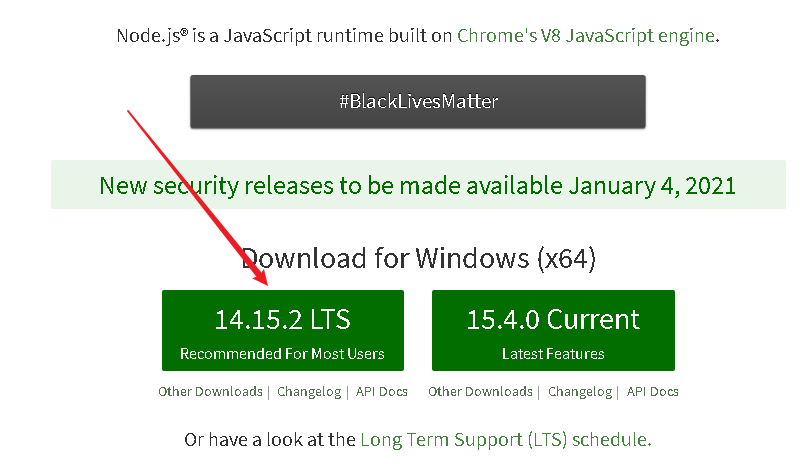 Node.js® is a JavaScript runtime built on Chrome's V8 JavaScript engine.
#BlackLivesMatter
New security releases to be made available January 4, 2021
Download for Windows (x64)
14.15.2 LTS
Recommended For Most Users
15.4.0 Current
Latest Features
Other Downloads | Changelog | API Docs
Other Downloads | Changelog | API Docs
Or have a look at the Long Term Support (LTS) schedule.